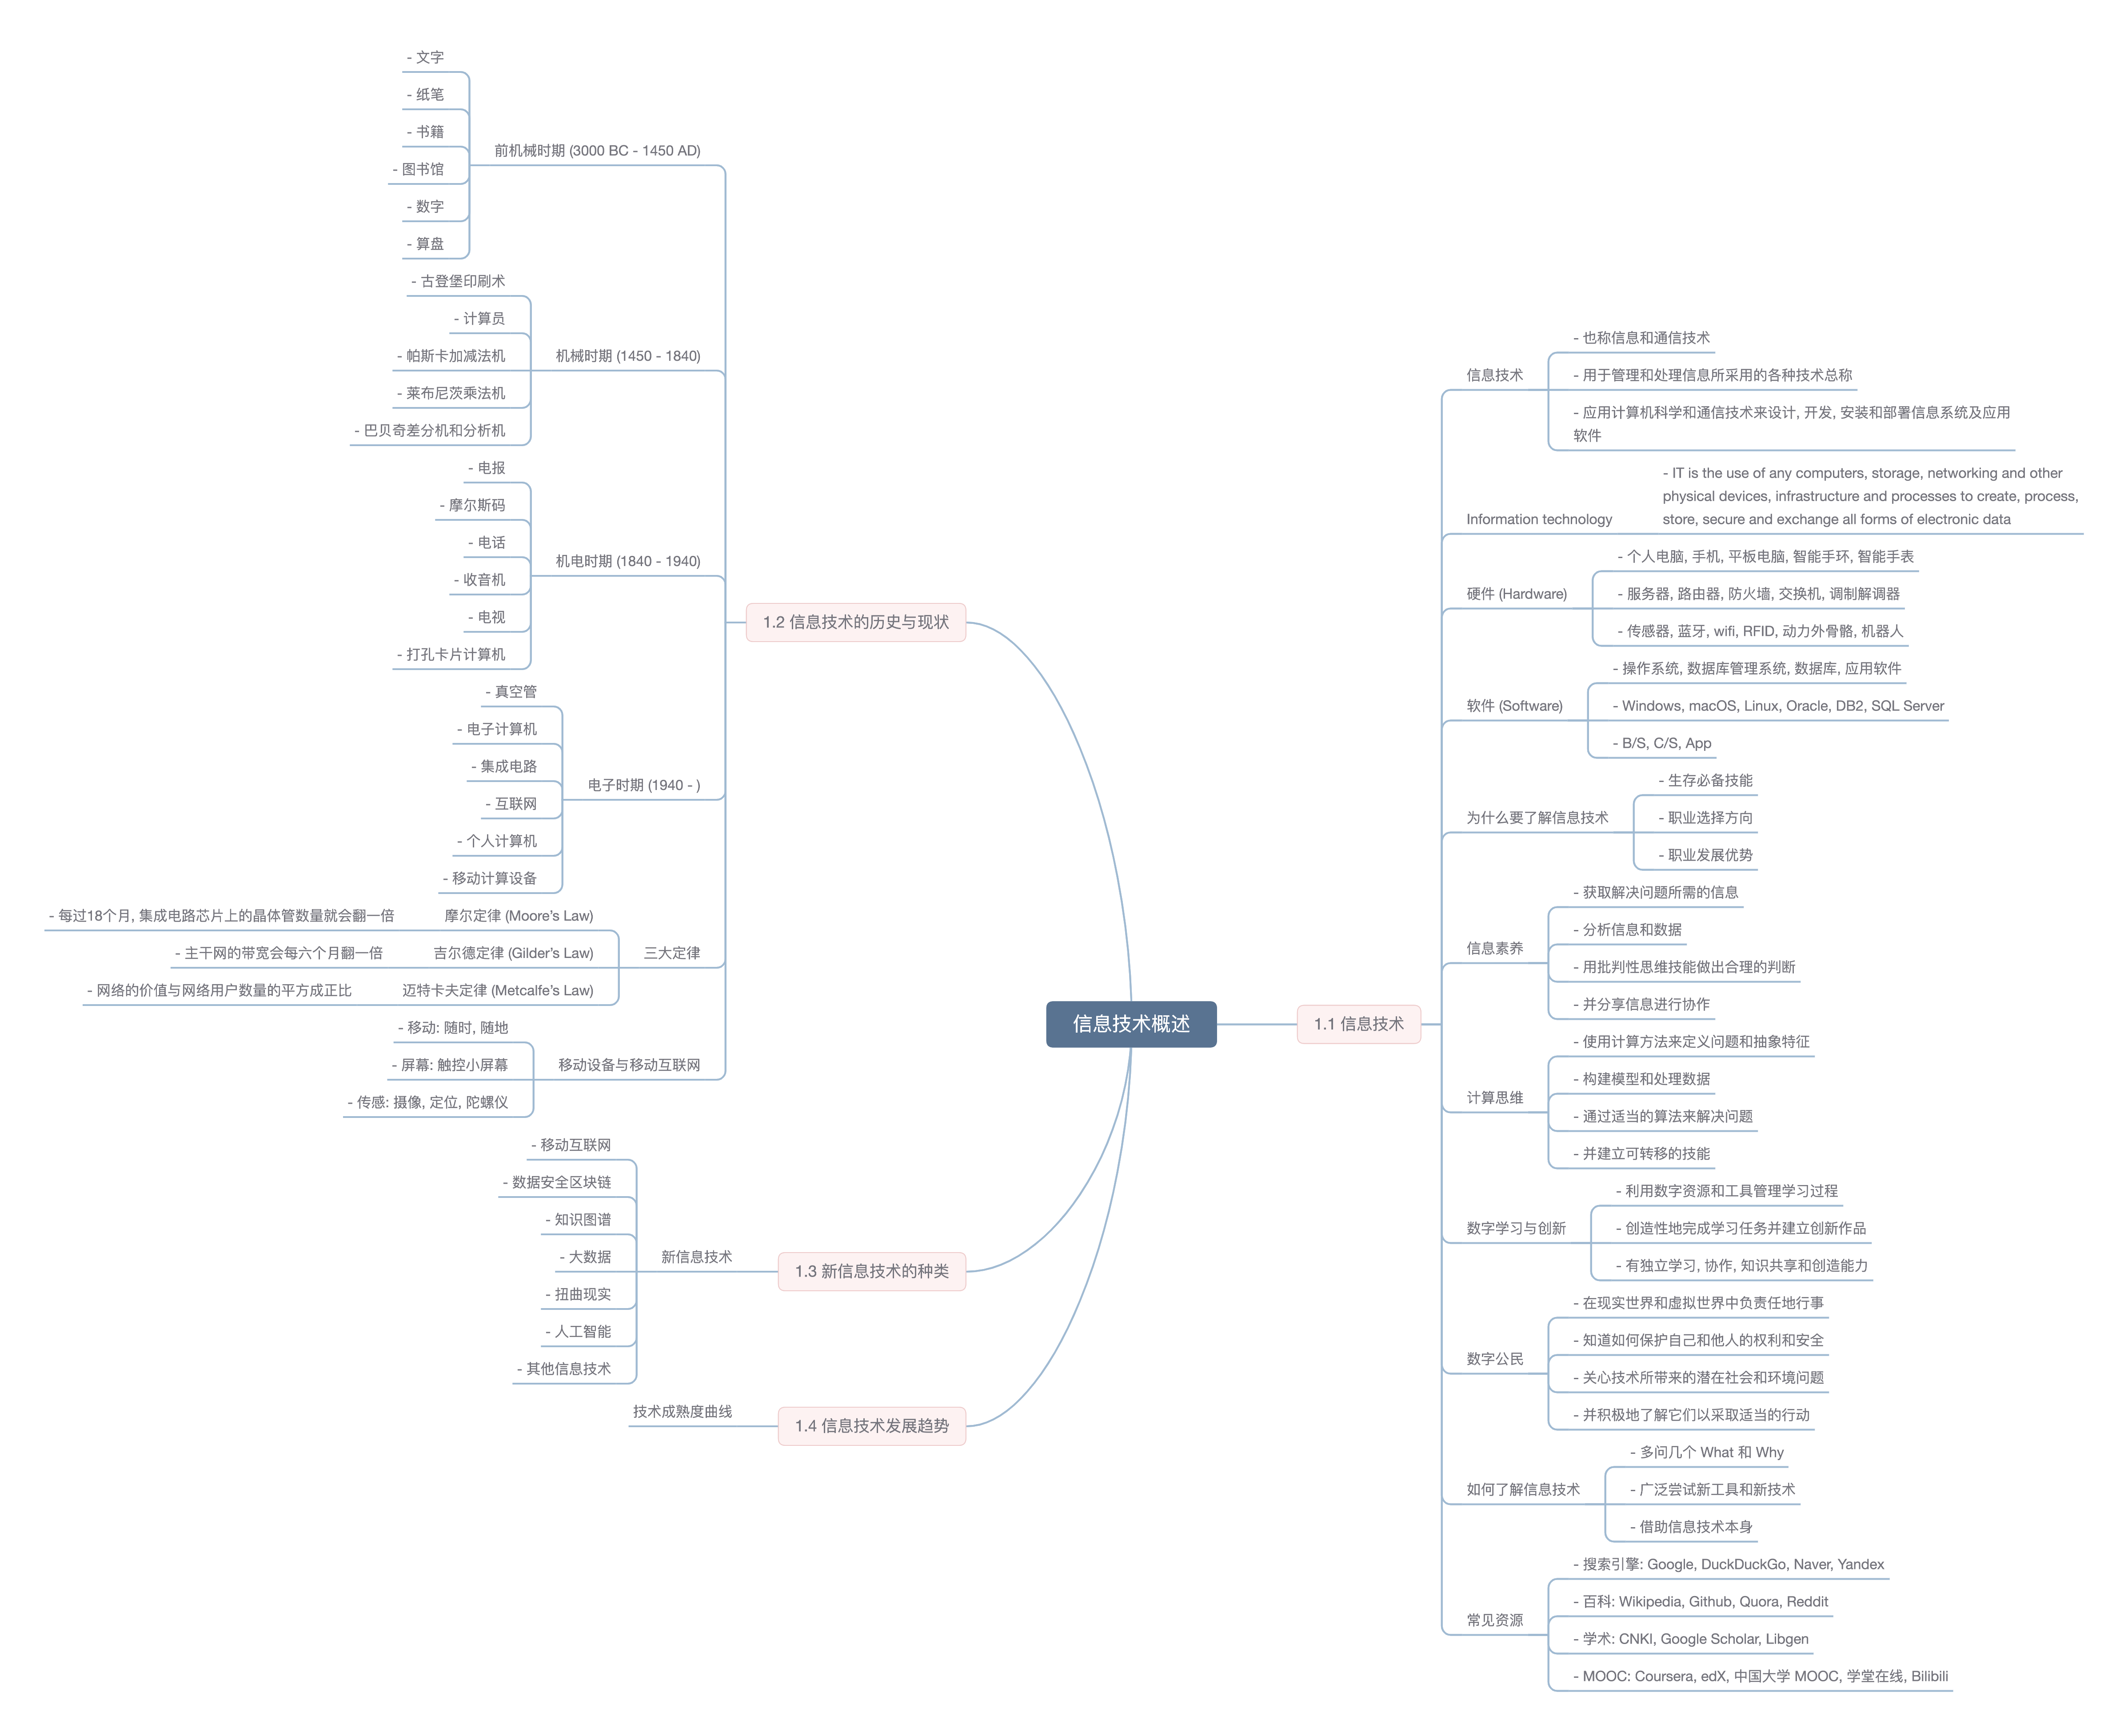 信息技术概述
1.1 信息技术
信息技术
- 也称信息和通信技术
- 用于管理和处理信息所采用的各种技术总称
- 应用计算机科学和通信技术来设计, 开发, 安装和部署信息系统及应用
软件
Information technology
- IT is the use of any computers, storage, networking and other
physical devices, infrastructure and processes to create, process,
store, secure and exchange all forms of electronic data
硬件 (Hardware)
- 个人电脑, 手机, 平板电脑, 智能手环, 智能手表
- 服务器, 路由器, 防火墙, 交换机, 调制解调器
- 传感器, 蓝牙, wifi, RFID, 动力外骨骼, 机器人
软件 (Software)
- 操作系统, 数据库管理系统, 数据库, 应用软件
- Windows, macOS, Linux, Oracle, DB2, SQL Server
- B/S, C/S, App
为什么要了解信息技术
- 生存必备技能
- 职业选择方向
- 职业发展优势
信息素养
- 获取解决问题所需的信息
- 分析信息和数据
- 用批判性思维技能做出合理的判断
- 并分享信息进行协作
计算思维
- 使用计算方法来定义问题和抽象特征
- 构建模型和处理数据
- 通过适当的算法来解决问题
- 并建立可转移的技能
数字学习与创新
- 利用数字资源和工具管理学习过程
- 创造性地完成学习任务并建立创新作品
- 有独立学习, 协作, 知识共享和创造能力
数字公民
- 在现实世界和虚拟世界中负责任地行事
- 知道如何保护自己和他人的权利和安全
- 关心技术所带来的潜在社会和环境问题
- 并积极地了解它们以采取适当的行动
如何了解信息技术
- 多问几个 What 和 Why
- 广泛尝试新工具和新技术
- 借助信息技术本身
常见资源
- 搜索引擎: Google, DuckDuckGo, Naver, Yandex
- 百科: Wikipedia, Github, Quora, Reddit
- 学术: CNKI, Google Scholar, Libgen
- MOOC: Coursera, edX, 中国大学 MOOC, 学堂在线, Bilibili
1.2 信息技术的历史与现状
前机械时期 (3000 BC - 1450 AD)
- 文字
- 纸笔
- 书籍
- 图书馆
- 数字
- 算盘
机械时期 (1450 - 1840)
- 古登堡印刷术
- 计算员
- 帕斯卡加减法机
- 莱布尼茨乘法机
- 巴贝奇差分机和分析机
机电时期 (1840 - 1940)
- 电报
- 摩尔斯码
- 电话
- 收音机
- 电视
- 打孔卡片计算机
电子时期 (1940 - )
- 真空管
- 电子计算机
- 集成电路
- 互联网
- 个人计算机
- 移动计算设备
三大定律
摩尔定律 (Moore’s Law)
- 每过18个月, 集成电路芯片上的晶体管数量就会翻一倍
吉尔德定律 (Gilder’s Law)
- 主干网的带宽会每六个月翻一倍
迈特卡夫定律 (Metcalfe’s Law)
- 网络的价值与网络用户数量的平方成正比
移动设备与移动互联网
- 移动: 随时, 随地
- 屏幕: 触控小屏幕
- 传感: 摄像, 定位, 陀螺仪
1.3 新信息技术的种类
新信息技术
- 移动互联网
- 数据安全区块链
- 知识图谱
- 大数据
- 扭曲现实
- 人工智能
- 其他信息技术
1.4 信息技术发展趋势
技术成熟度曲线